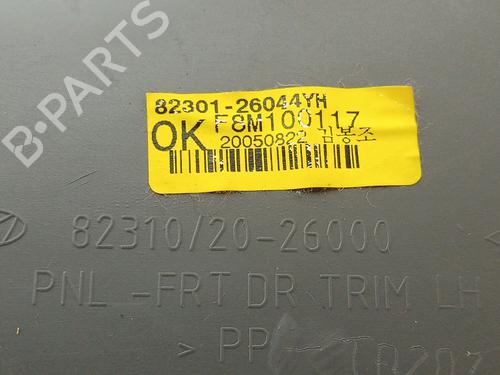 82301-26044YH
OK F8M100117
20050822 김봉조
82310/20-26000
PNL -FRT DR TRIM LH
> PP
B-PARTS